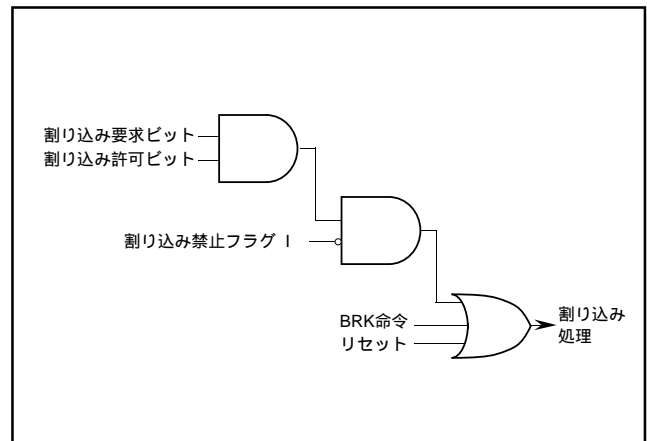 割り込み要求ビット
割り込み許可ビット
割り込み禁止フラグ I
BRK命令
リセット
割り込み
処理